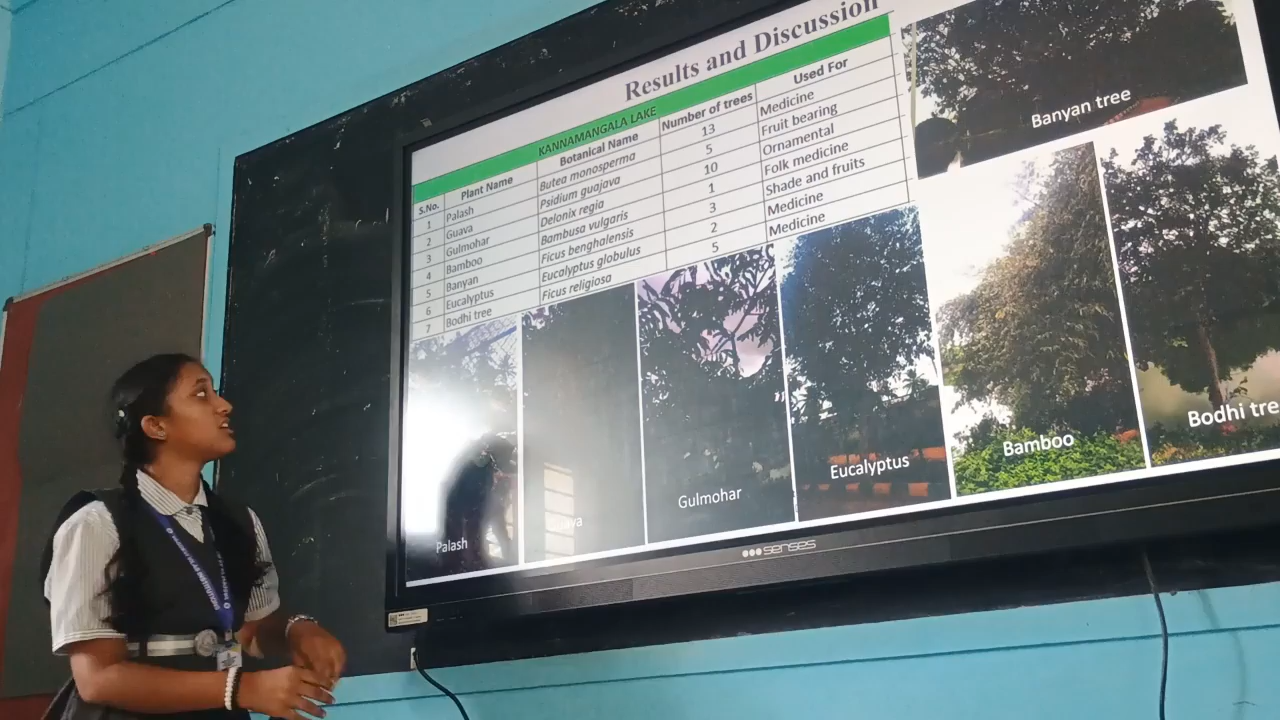 Results and Discussion
KANNAMANGALA LAKE
S.No. Plant Name Botanical Name Number of trees Used For
1 Palash Butea monosperma 13 Medicine
2 Guava Psidium guajava 5 Fruit bearing
3 Gulmohar Delonix regia 10 Ornamental
4 Bamboo Bambusa vulgaris 1 Folk medicine
5 Banyan Ficus benghalensis 3 Shade and fruits
6 Eucalyptus Eucalyptus globulus 2 Medicine
7 Bodhi tree Ficus religiosa 5 Medicine
Banyan tree
Palash
Gulmohar
Eucalyptus
Bamboo
Bodhi tre
senses